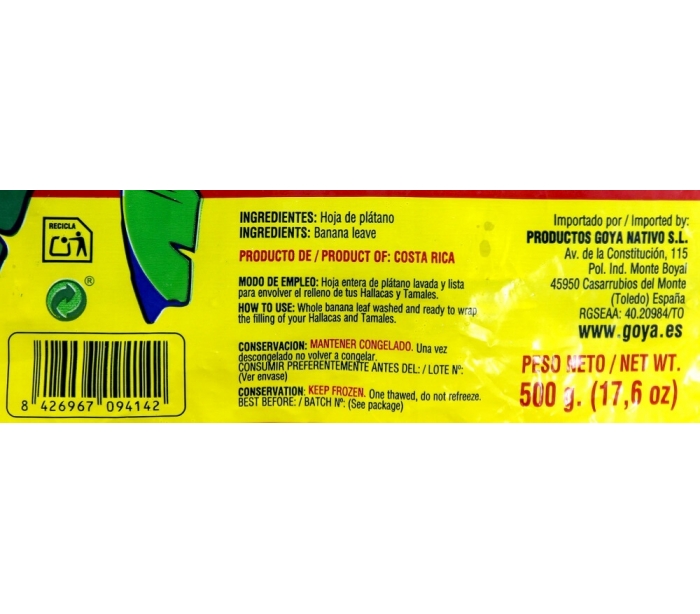 RECICLA
®
8 426967 094142
INGREDIENTES: Hoja de plátano
INGREDIENTS: Banana leave
PRODUCTO DE / PRODUCT OF: COSTA RICA
MODO DE EMPLEO: Hoja entera de plátano lavada y lista
para envolver el relleno de tus Hallacas y Tamales.
HOW TO USE: Whole banana leaf washed and ready to wrap
the filling of your Hallacas and Tamales.
CONSERVACION: MANTENER CONGELADO. Una vez
descongelado no volver a congelar.
CONSUMIR PREFERENTEMENTE ANTES DEL: / LOTE Nº:
(Ver envase)
CONSERVATION: KEEP FROZEN. One thawed, do not refreeze.
BEST BEFORE: / BATCH Nº: (See package)
Importado por / Imported by:
PRODUCTOS GOYA NATIVO S.L.
Av. de la Constitución, 115
Pol. Ind. Monte Boyal
45950 Casarrubios del Monte
(Toledo) España
RGSEAA: 40.20984/TO
www.goya.es
PESO NETO / NET WT.
500 g. (17,6 oz)